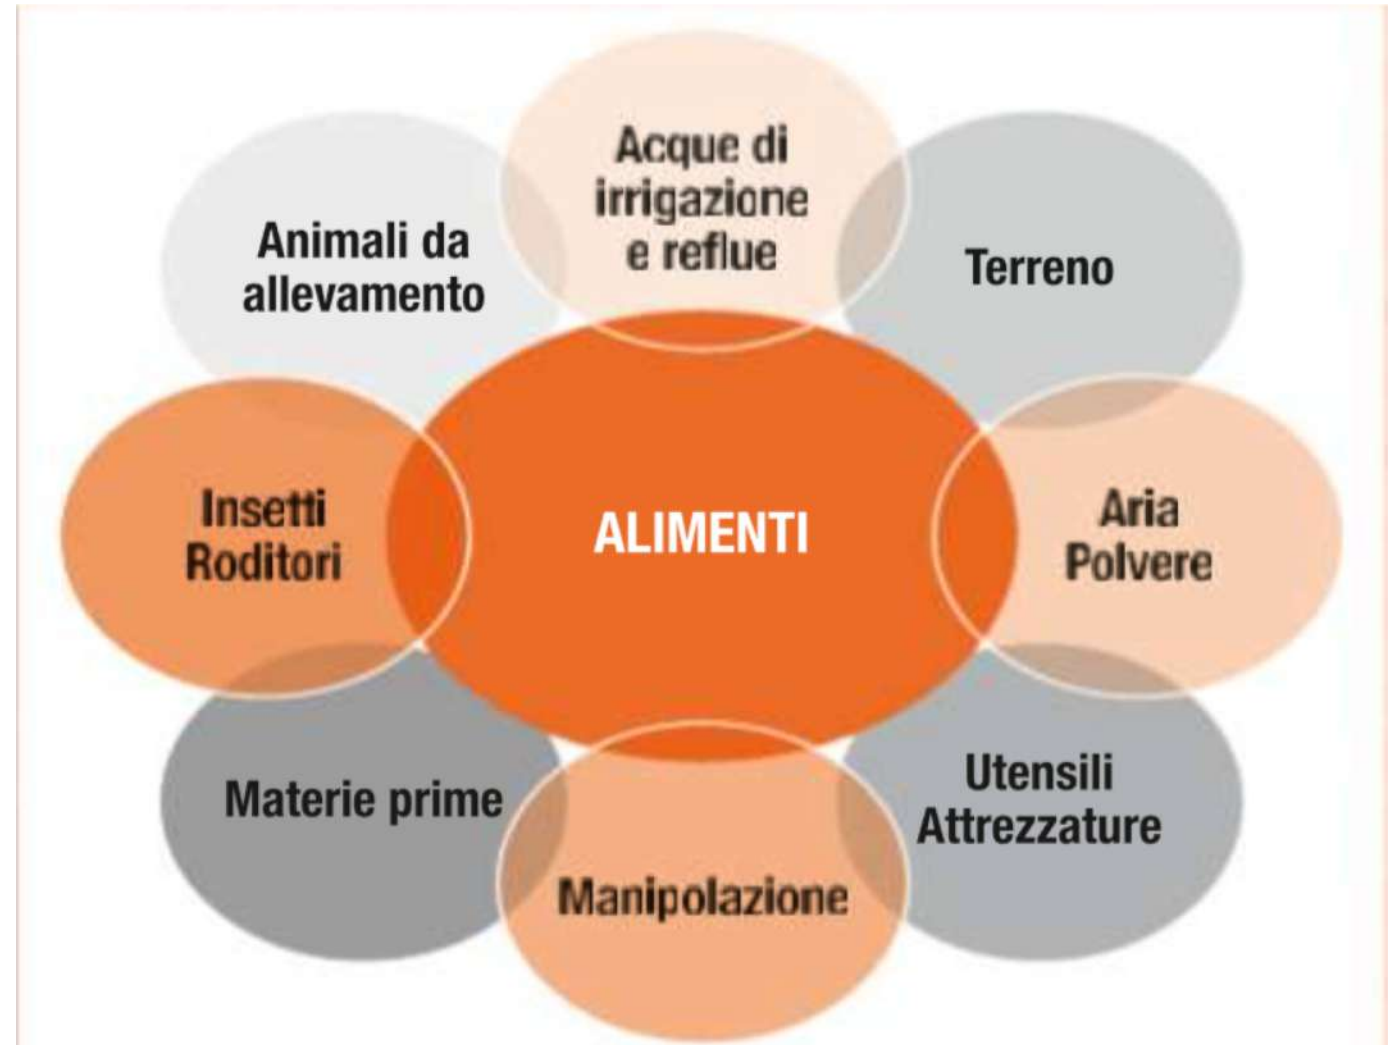 Acque di
irrigazione
e reflue
Animali da
allevamento
Terreno
Insetti
Roditori
ALIMENTI
Aria
Polvere
Materie prime
Utensili
Attrezzature
Manipolazione